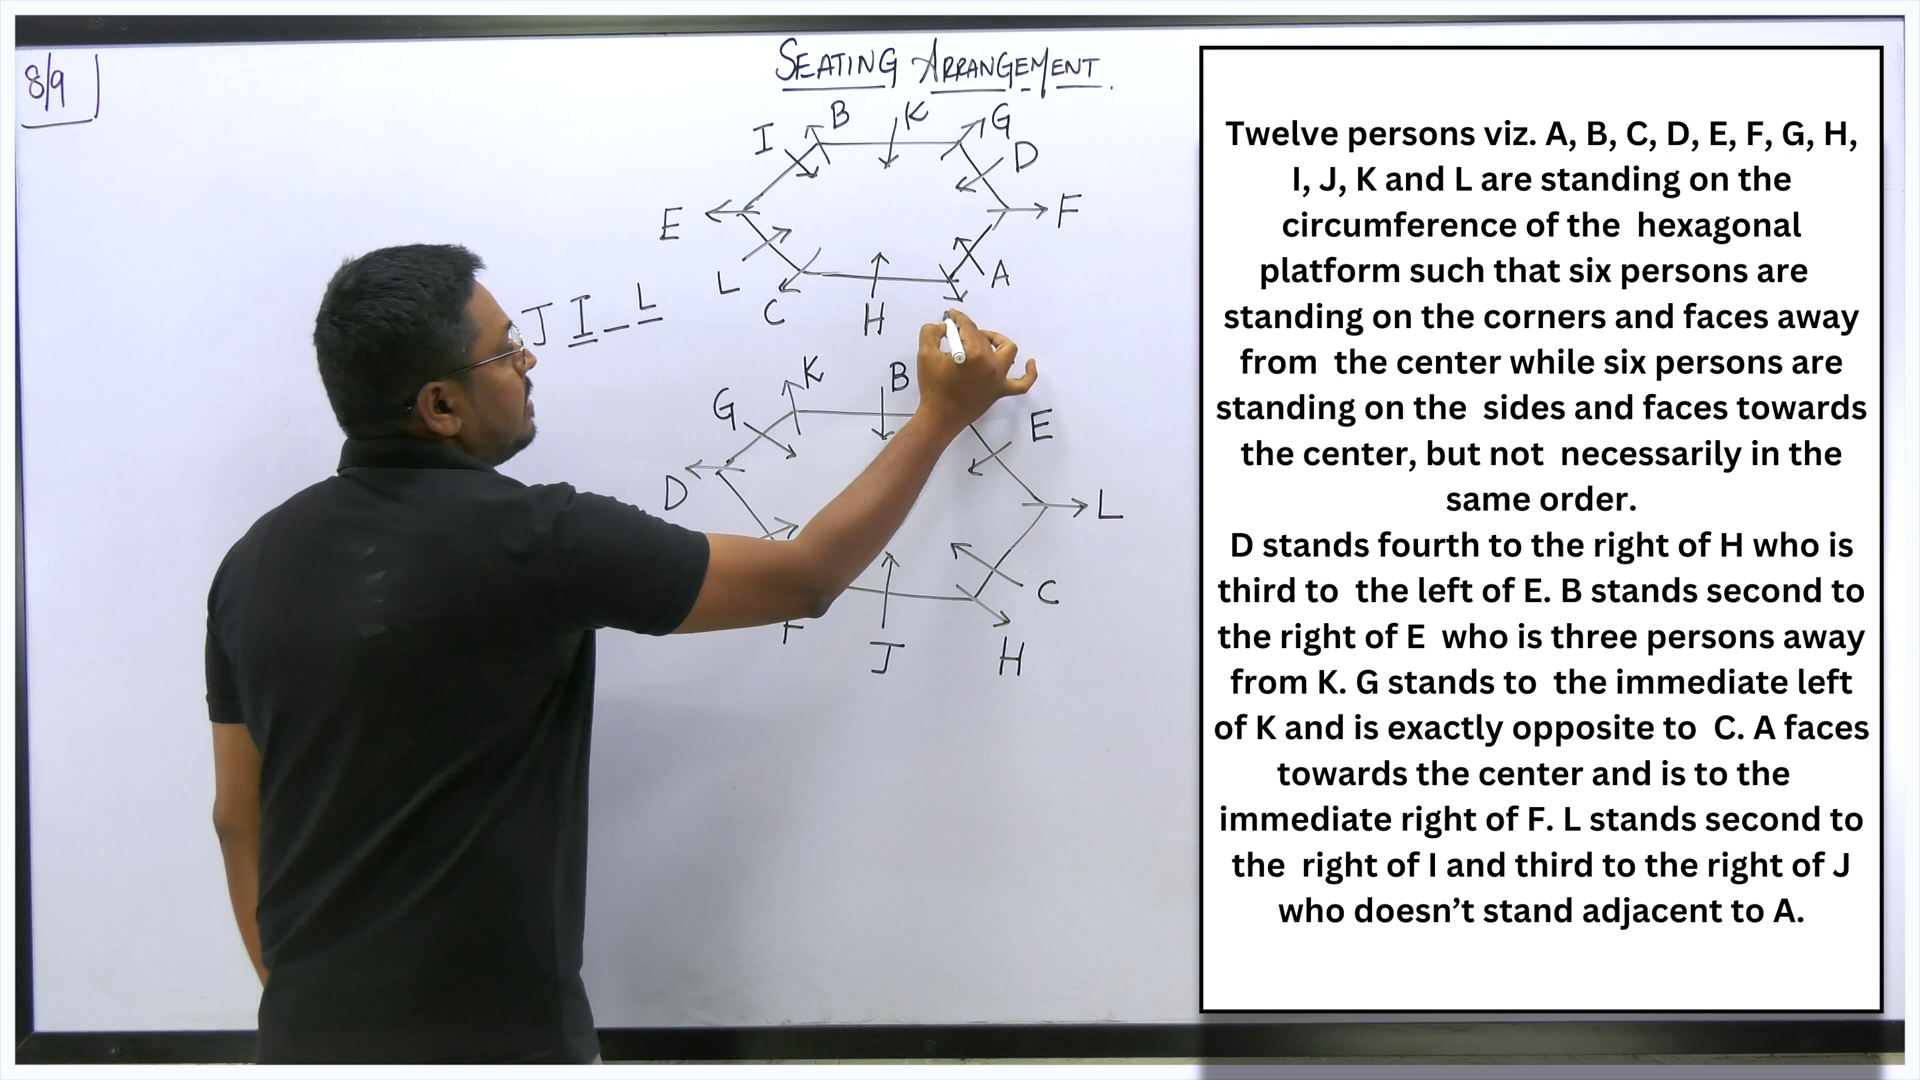 8/9
SEATING ARRANGEMENT.
I B K G
D
E F
L A
C H
J I _ L
K B
G E
D L
C
F J H
Twelve persons viz. A, B, C, D, E, F, G, H,
I, J, K and L are standing on the
circumference of the hexagonal
platform such that six persons are
standing on the corners and faces away
from the center while six persons are
standing on the sides and faces towards
the center, but not necessarily in the
same order.
D stands fourth to the right of H who is
third to the left of E. B stands second to
the right of E who is three persons away
from K. G stands to the immediate left
of K and is exactly opposite to C. A faces
towards the center and is to the
immediate right of F. L stands second to
the right of I and third to the right of J
who doesn’t stand adjacent to A.